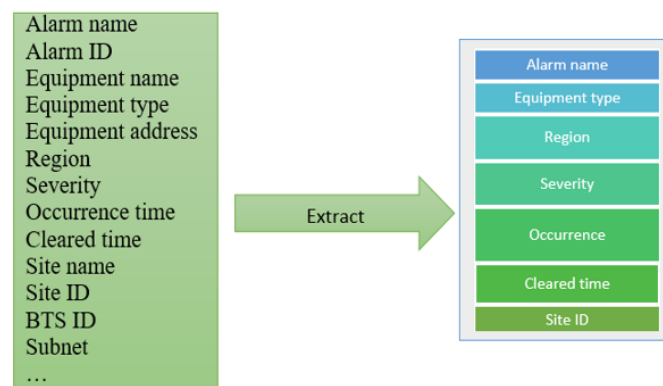 Alarm name
Alarm ID
Equipment name
Equipment type
Equipment address
Region
Severity
Occurrence time
Cleared time
Site name
Site ID
BTS ID
Subnet
…
Extract
Alarm name
Equipment type
Region
Severity
Occurrence
Cleared time
Site ID